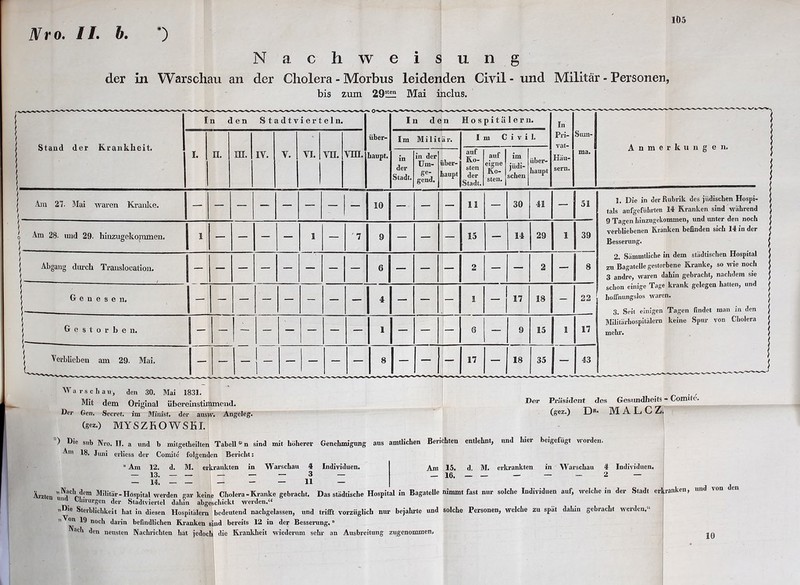 105
Nro. II. b. *)
Nachweisung
der in Warschau an der Cholera-Morbus leidenden Civil- und Militär-Personen,
bis zum 29sten Mai inclus.
Stand der Krankheit. | In den Stadtvierteln. | überhaupt. | In den Hospitälern. | In Privat-Häusern. | Summa. | Anmerkungen.
I. | II. | III. | IV. | V. | VI. | VII. | VIII. | Im Militär. | Im Civil.
in der Stadt. | in der Umgegend. | überhaupt | auf Kosten der Stadt. | auf eigne Kosten. | im jüdischen | überhaupt
Am 27. Mai waren Kranke. | — | — | — | — | — | — | — | — | 10 | — | — | — | 11 | — | 30 | 41 | — | 51
Am 28. und 29. hinzugekommen. | 1 | — | — | — | — | 1 | — | 7 | 9 | — | — | — | 15 | — | 14 | 29 | 1 | 39
Abgang durch Translocation. | — | — | — | — | — | — | — | — | 6 | — | — | — | 2 | — | — | 2 | — | 8
Genesen. | — | — | — | — | — | — | — | — | 4 | — | — | — | 1 | — | 17 | 18 | — | 22
Gestorben. | — | — | — | — | — | — | — | — | 1 | — | — | — | 6 | — | 9 | 15 | 1 | 17
Verblieben am 29. Mai. | — | — | — | — | — | — | — | — | 8 | — | — | — | 17 | — | 18 | 35 | — | 43
1. Die in der Rubrik des jüdischen Hospi-
tals aufgeführten 14 Kranken sind während
9 Tagen hinzugekommen, und unter den noch
verbliebenen Kranken befinden sich 14 in der
Besserung.
2. Sämmtliche in dem städtischen Hospital
zu Bagatelle gestorbene Kranke, so wie noch
3 andre, waren dahin gebracht, nachdem sie
schon einige Tage krank gelegen hatten, und
hoffnungslos waren.
3. Seit einigen Tagen findet man in den
Militärhospitälern keine Spur von Cholera
mehr.
Warschau, den 30. Mai 1831.
Mit dem Original übereinstimmend.
Der Gen. Secret. im Minist. der ausw. Angeleg.
(gez.) MYSZKOWSKI.
Der Präsident des Gesundheits-Comité.
(gez.) Dr. MALCZ.
*) Die sub Nro. II. a und b mitgetheilten Tabellen sind mit höherer Genehmigung aus amtlichen Berichten entlehnt, und hier beigefügt worden.
Am 18. Juni erliess der Comité folgenden Bericht:
"Am 12. d. M. erkrankten in Warschau 4 Individuen.
— 13. — — — — 3 —
— 14. — — — — 11 —
Am 15. d. M. erkrankten in Warschau 4 Individuen.
— 16. — — — — 2 —
„Nach dem Militär-Hospital werden gar keine Cholera-Kranke gebracht. Das städtische Hospital in Bagatelle nimmt fast nur solche Individuen auf, welche in der Stadt erkranken, und von den
Ärzten und Chirurgen der Stadtviertel dahin abgeschickt werden.“
„Die Sterblichkeit hat in diesen Hospitälern bedeutend nachgelassen, und trifft vorzüglich nur bejahrte und solche Personen, welche zu spät dahin gebracht werden.“
„Von 19 noch darin befindlichen Kranken sind bereits 12 in der Besserung.“
Nach den neusten Nachrichten hat jedoch die Krankheit wiederum sehr an Ausbreitung zugenommen.
10